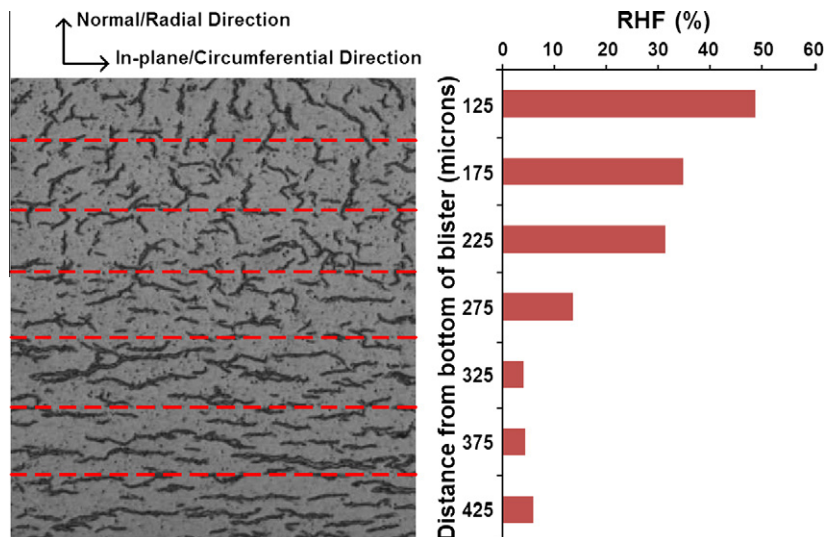 Normal/Radial Direction
In-plane/Circumferential Direction
RHF (%)
0 10 20 30 40 50 60
Distance from bottom of blister (microns)
125
175
225
275
325
375
425